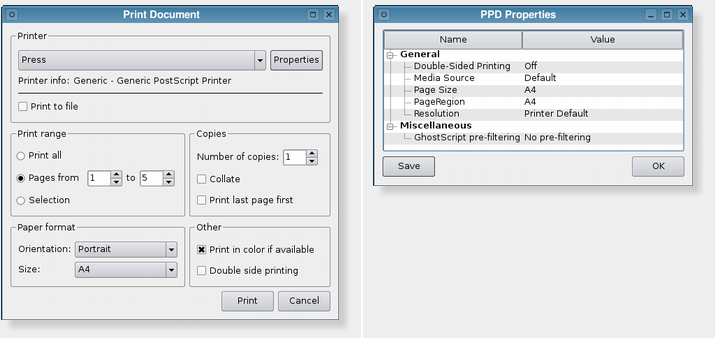 Print Document
Printer
Press
Properties
Printer info: Generic - Generic PostScript Printer
Print to file
Print range
Print all
Pages from 1 to 5
Selection
Copies
Number of copies: 1
Collate
Print last page first
Paper format
Orientation: Portrait
Size: A4
Other
Print in color if available
Double side printing
Print
Cancel
PPD Properties
Name Value
General
Double-Sided Printing Off
Media Source Default
Page Size A4
PageRegion A4
Resolution Printer Default
Miscellaneous
GhostScript pre-filtering No pre-filtering
Save
OK